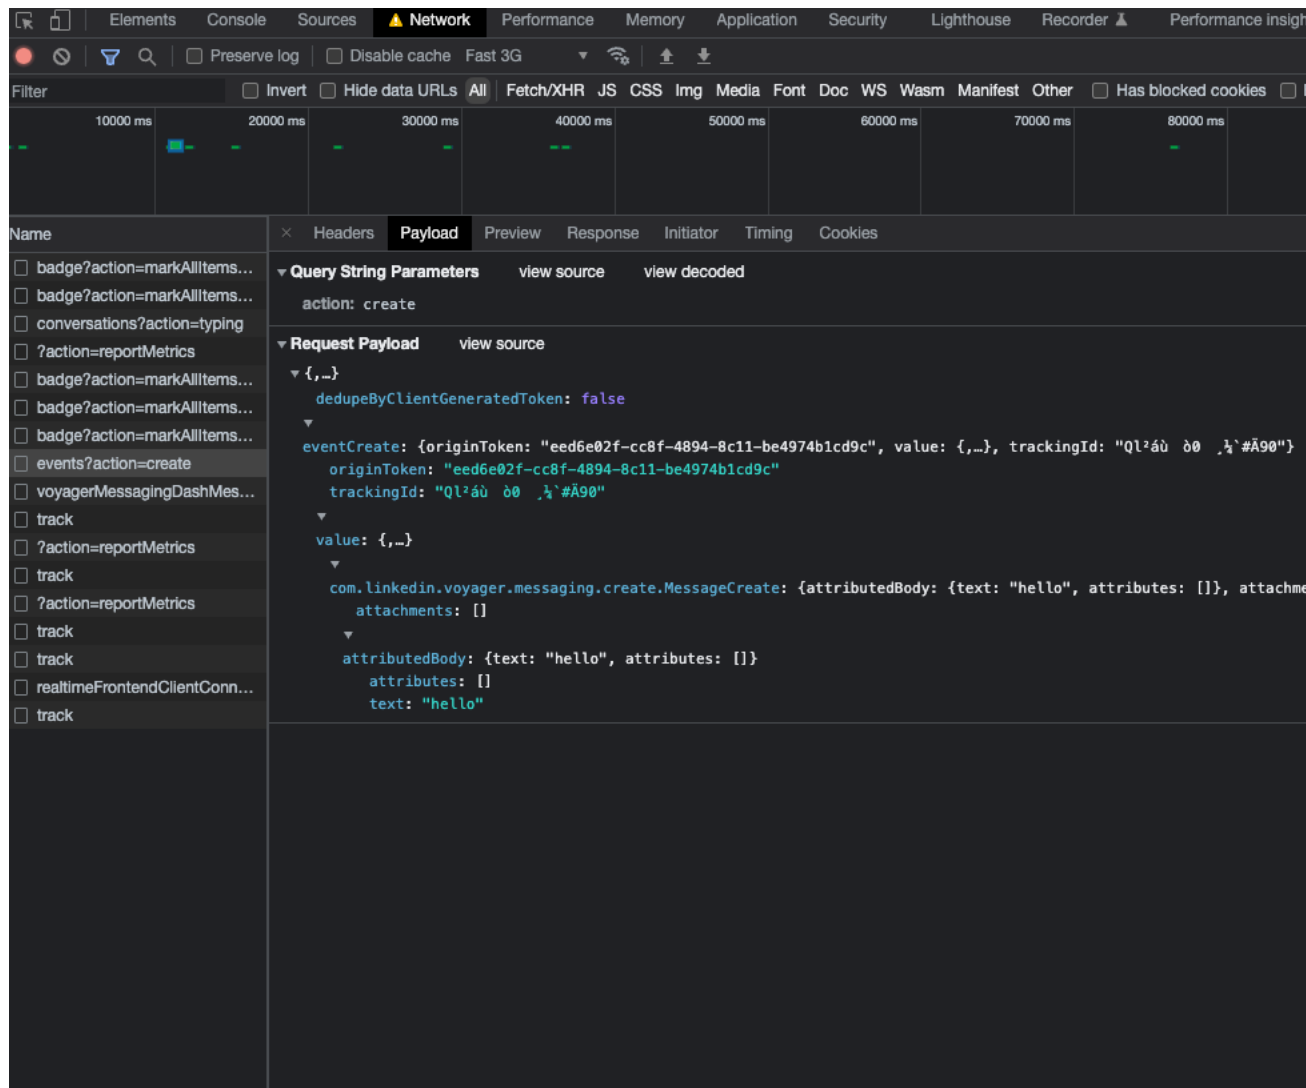 Elements Console Sources Network Performance Memory Application Security Lighthouse Recorder Performance insigh
Preserve log Disable cache Fast 3G
Filter Invert Hide data URLs All Fetch/XHR JS CSS Img Media Font Doc WS Wasm Manifest Other Has blocked cookies
10000 ms 20000 ms 30000 ms 40000 ms 50000 ms 60000 ms 70000 ms 80000 ms
Name
badge?action=markAllItems...
badge?action=markAllItems...
conversations?action=typing
?action=reportMetrics
badge?action=markAllItems...
badge?action=markAllItems...
badge?action=markAllItems...
events?action=create
voyagerMessagingDashMes...
track
?action=reportMetrics
track
?action=reportMetrics
track
track
realtimeFrontendClientConn...
track
× Headers Payload Preview Response Initiator Timing Cookies
Query String Parameters view source view decoded
action: create
Request Payload view source
{,…}
dedupeByClientGeneratedToken: false
eventCreate: {originToken: "eed6e02f-cc8f-4894-8c11-be4974b1cd9c", value: {,…}, trackingId: "Ql²áù ò0 ¸¼`#Ä90"}
originToken: "eed6e02f-cc8f-4894-8c11-be4974b1cd9c"
trackingId: "Ql²áù ò0 ¸¼`#Ä90"
value: {,…}
com.linkedin.voyager.messaging.create.MessageCreate: {attributedBody: {text: "hello", attributes: []}, attachme
attachments: []
attributedBody: {text: "hello", attributes: []}
attributes: []
text: "hello"